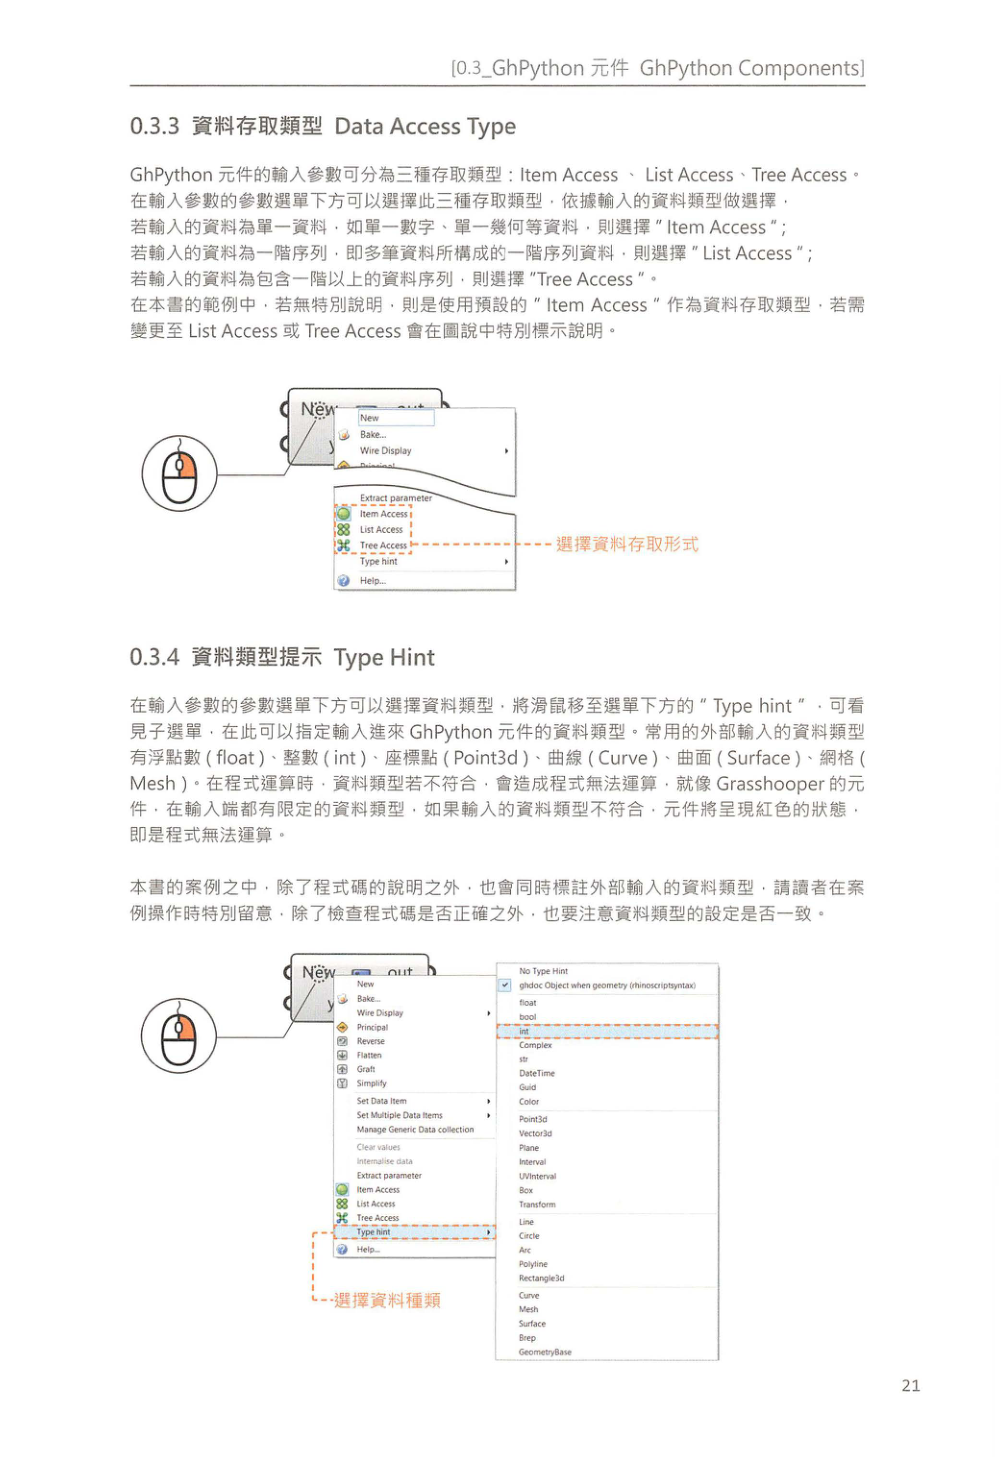 [0.3_GhPython 元件 GhPython Components]
0.3.3 資料存取類型 Data Access Type
GhPython 元件的輸入參數可分為三種存取類型：Item Access 、 List Access、Tree Access。
在輸入參數的參數選單下方可以選擇此三種存取類型，依據輸入的資料類型做選擇，
若輸入的資料為單一資料，如單一數字、單一幾何等資料，則選擇 " Item Access "；
若輸入的資料為一階序列，即多筆資料所構成的一階序列資料，則選擇 " List Access "；
若輸入的資料為包含一階以上的資料序列，則選擇 "Tree Access "。
在本書的範例中，若無特別說明，則是使用預設的 " Item Access " 作為資料存取類型，若需
變更至 List Access 或 Tree Access 會在圖說中特別標示說明。
New
out
y
New
Bake...
Wire Display
Principal
Extract parameter
Item Access
List Access
Tree Access
Type hint
Help...
選擇資料存取形式
0.3.4 資料類型提示 Type Hint
在輸入參數的參數選單下方可以選擇資料類型，將滑鼠移至選單下方的 " Type hint "，可看
見子選單，在此可以指定輸入進來 GhPython 元件的資料類型。常用的外部輸入的資料類型
有浮點數 ( float )、整數 ( int )、座標點 ( Point3d )、曲線 ( Curve )、曲面 ( Surface )、網格 (
Mesh )。在程式運算時，資料類型若不符合，會造成程式無法運算，就像 Grasshooper 的元
件，在輸入端都有限定的資料類型，如果輸入的資料類型不符合，元件將呈現紅色的狀態，
即是程式無法運算。
本書的案例之中，除了程式碼的說明之外，也會同時標註外部輸入的資料類型，請讀者在案
例操作時特別留意，除了檢查程式碼是否正確之外，也要注意資料類型的設定是否一致。
New
out
y
New
Bake...
Wire Display
Principal
Reverse
Flatten
Graft
Simplify
Set Data Item
Set Multiple Data Items
Manage Generic Data collection
Clear values
Internalise data
Extract parameter
Item Access
List Access
Tree Access
Type hint
Help...
選擇資料種類
No Type Hint
ghdoc Object when geometry (rhinoscriptsyntax)
float
bool
int
Complex
str
DateTime
Guid
Color
Point3d
Vector3d
Plane
Interval
UVInterval
Box
Transform
Line
Circle
Arc
Polyline
Rectangle3d
Curve
Mesh
Surface
Brep
GeometryBase
21